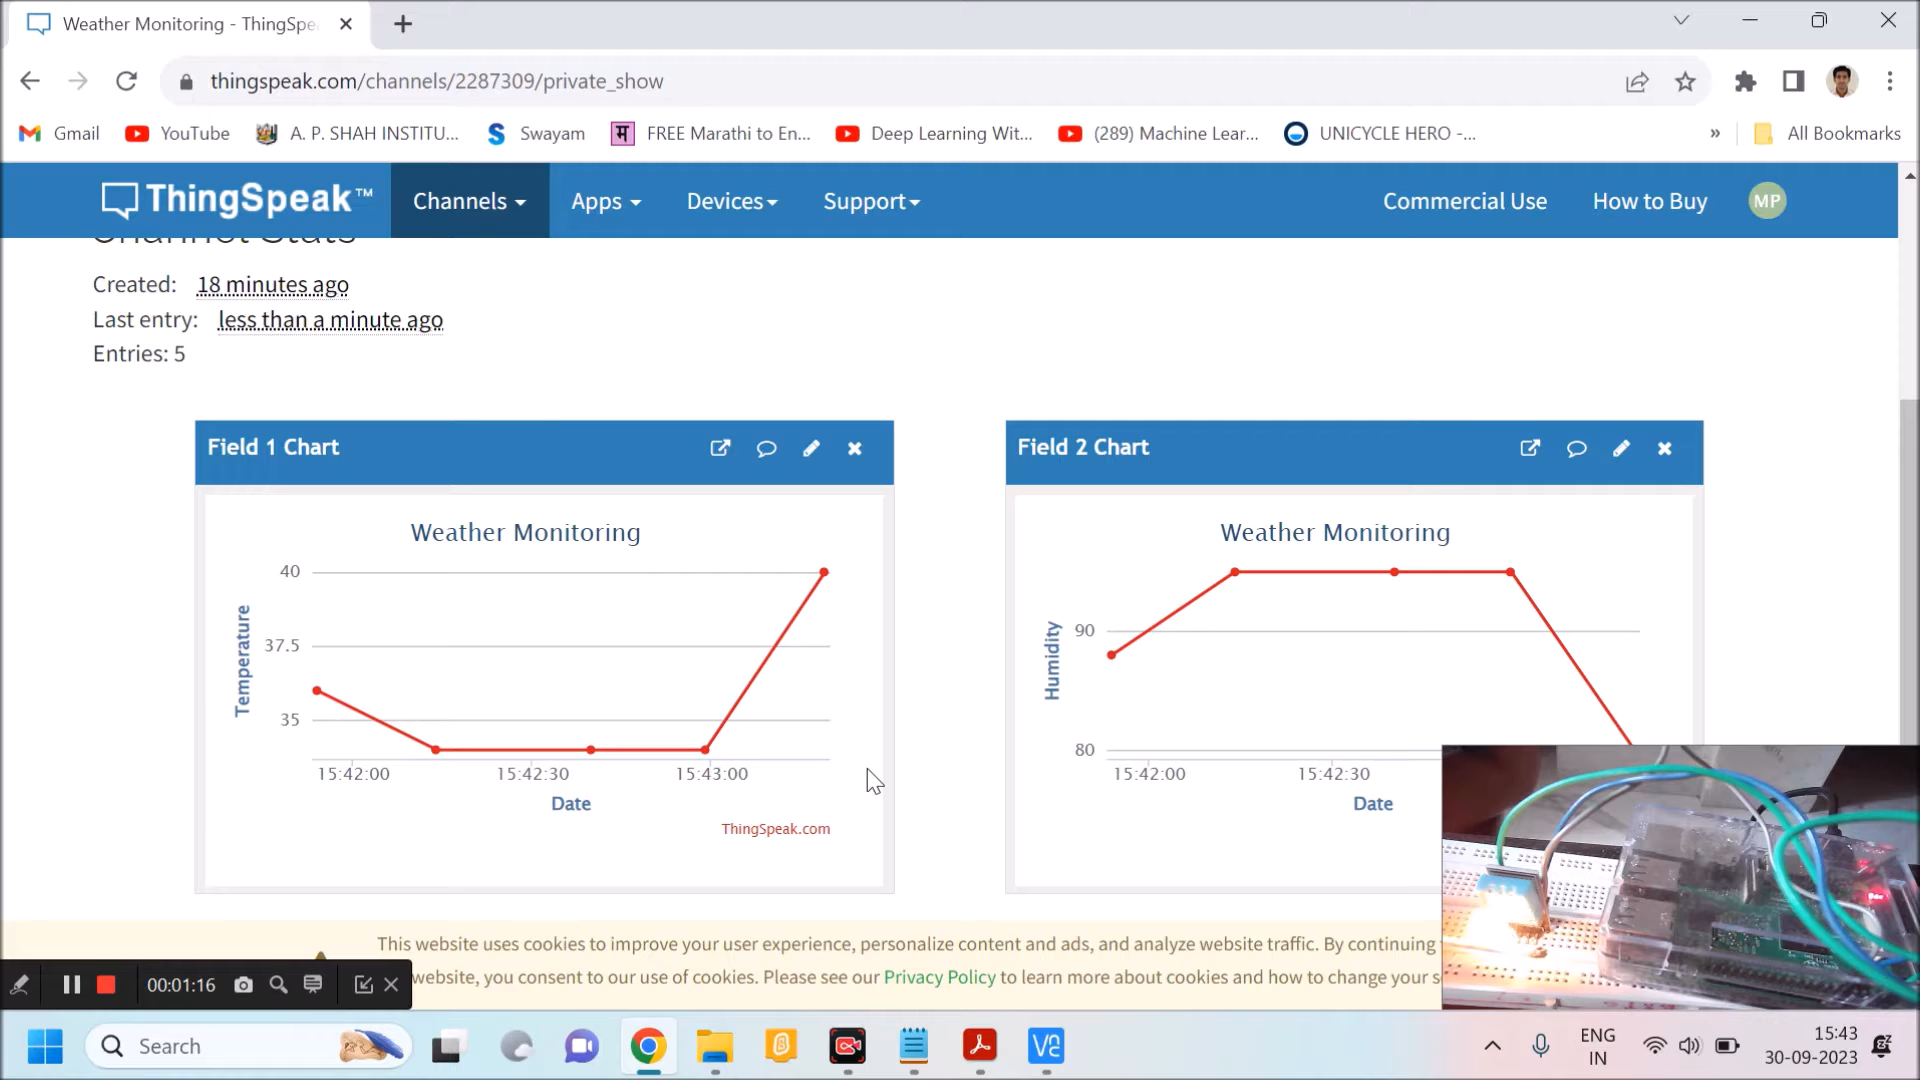 Weather Monitoring - ThingSpe
thingspeak.com/channels/2287309/private_show
Gmail
YouTube
A. P. SHAH INSTITU...
Swayam
म
FREE Marathi to En...
Deep Learning Wit...
(289) Machine Lear...
UNICYCLE HERO -...
»
All Bookmarks
ThingSpeak™
Channels
Apps
Devices
Support
Commercial Use
How to Buy
MP
Channel Stats
Created: 18 minutes ago
Last entry: less than a minute ago
Entries: 5
Field 1 Chart
Weather Monitoring
40
37.5
35
Temperature
15:42:00 15:42:30 15:43:00
Date
ThingSpeak.com
Field 2 Chart
Weather Monitoring
90
80
Humidity
15:42:00 15:42:30
Date
This website uses cookies to improve your user experience, personalize content and ads, and analyze website traffic. By continuing
website, you consent to our use of cookies. Please see our Privacy Policy to learn more about cookies and how to change your s
00:01:16
Search
ENG
IN
15:43
30-09-2023